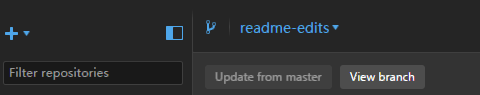 readme-edits
Filter repositories
Update from master
View branch